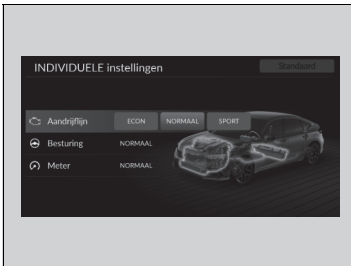 INDIVIDUELE instellingen
Standaard
Aandrijflijn ECON NORMAAL SPORT
Besturing NORMAAL
Meter NORMAAL